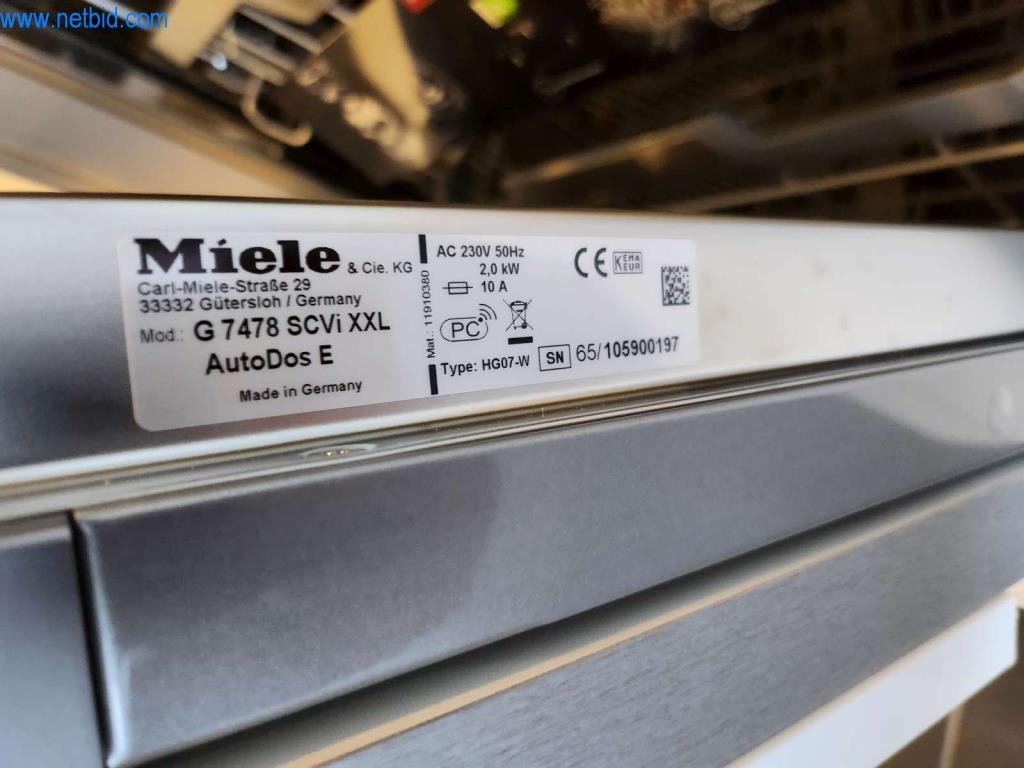 www.netbid.com
Miele & Cie. KG
Carl-Miele-Straße 29
33332 Gütersloh / Germany
Mod.: G 7478 SCVi XXL
AutoDos E
Made in Germany
Mat.: 11910380
AC 230V 50Hz
2,0 kW
10 A
PC
Type: HG07-W
SN 65/105900197
CE
KEMA
KEUR